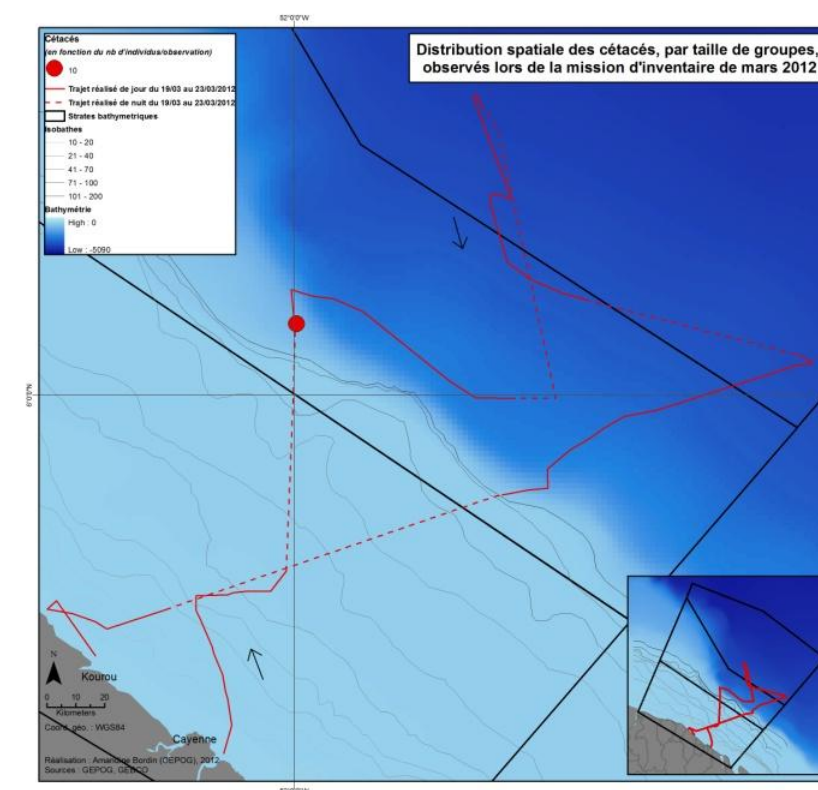 52°0'0"W
Distribution spatiale des cétacés, par taille de groupes,
observés lors de la mission d'inventaire de mars 2012
Cétacés
(en fonction du nb d'individus/observation)
10
Trajet réalisé de jour du 19/03 au 23/03/2012
Trajet réalisé de nuit du 19/03 au 23/03/2012
Strates bathymetriques
Isobathes
10 - 20
21 - 40
41 - 70
71 - 100
101 - 200
Bathymétrie
High : 0
Low : -5090
6°0'0"N
N
Kourou
0 10 20
Kilometers
Coord. géo. : WGS84
Cayenne
Réalisation : Amandine Bordin (GEPOG), 2012
Sources : GEPOG, GEBCO
52°0'0"W